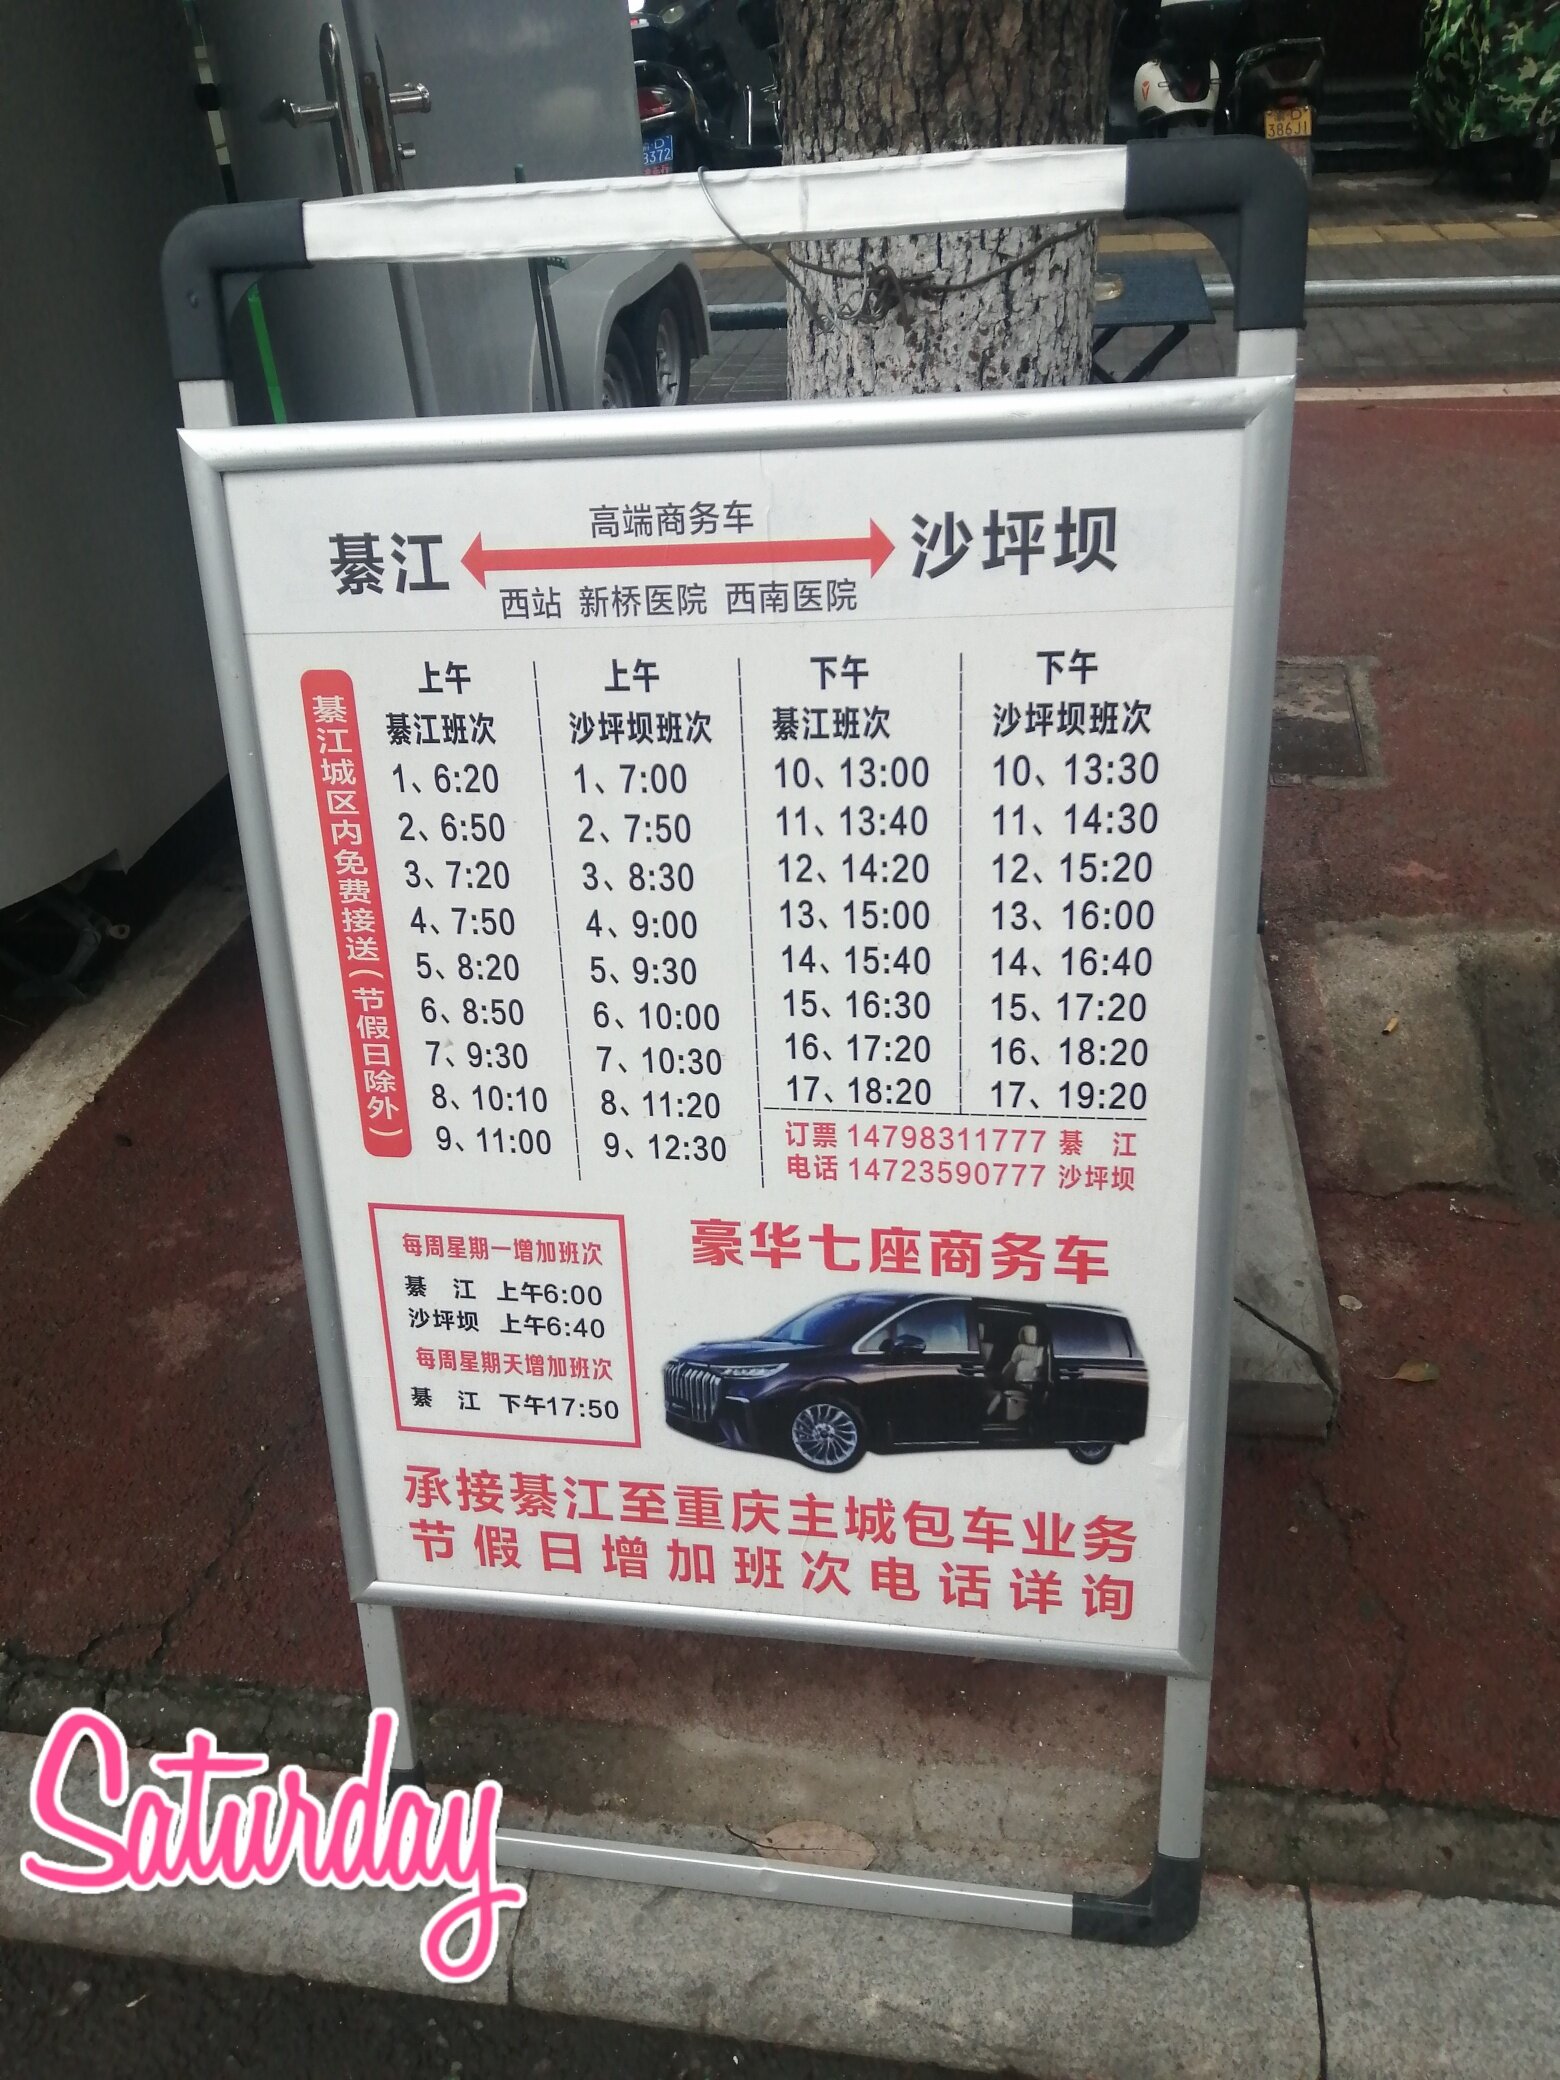 386J1
3372
高端商务车
綦江 沙坪坝
西站 新桥医院 西南医院
綦江城区内免费接送(节假日除外)
上午 上午 下午 下午
綦江班次 沙坪坝班次 綦江班次 沙坪坝班次
1、6:20 1、7:00 10、13:00 10、13:30
2、6:50 2、7:50 11、13:40 11、14:30
3、7:20 3、8:30 12、14:20 12、15:20
4、7:50 4、9:00 13、15:00 13、16:00
5、8:20 5、9:30 14、15:40 14、16:40
6、8:50 6、10:00 15、16:30 15、17:20
7、9:30 7、10:30 16、17:20 16、18:20
8、10:10 8、11:20 17、18:20 17、19:20
9、11:00 9、12:30
订票 14798311777 綦 江
电话 14723590777 沙坪坝
每周星期一增加班次
綦 江 上午6:00
沙坪坝 上午6:40
每周星期天增加班次
綦 江 下午17:50
豪华七座商务车
承接綦江至重庆主城包车业务
节假日增加班次电话详询
Saturday